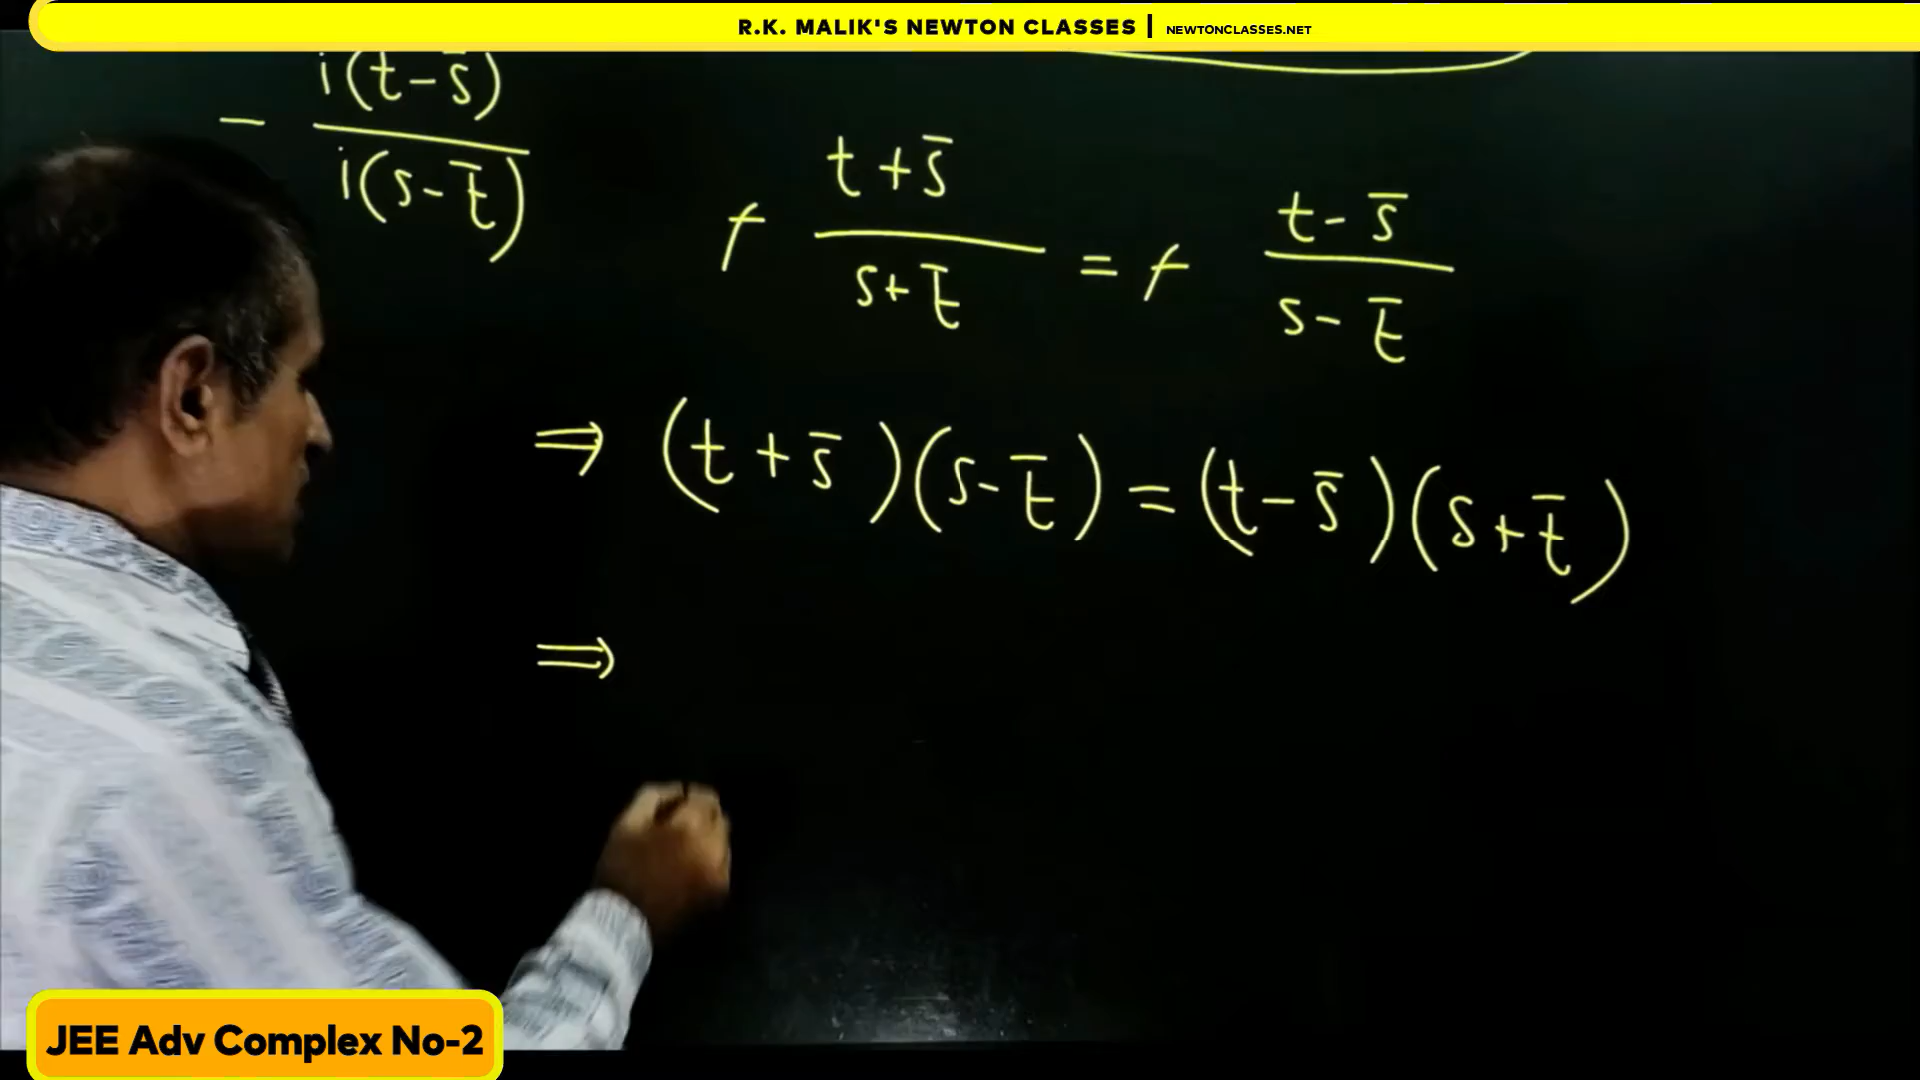 R.K. MALIK'S NEWTON CLASSES | NEWTONCLASSES.NET
- i(t-s̅) / i(s-t̅)
≠ (t+s̅) / (s+t̅) = ≠ (t-s̅) / (s-t̅)
⇒ (t+s̅)(s-t̅) = (t-s̅)(s+t̅)
⇒
JEE Adv Complex No-2